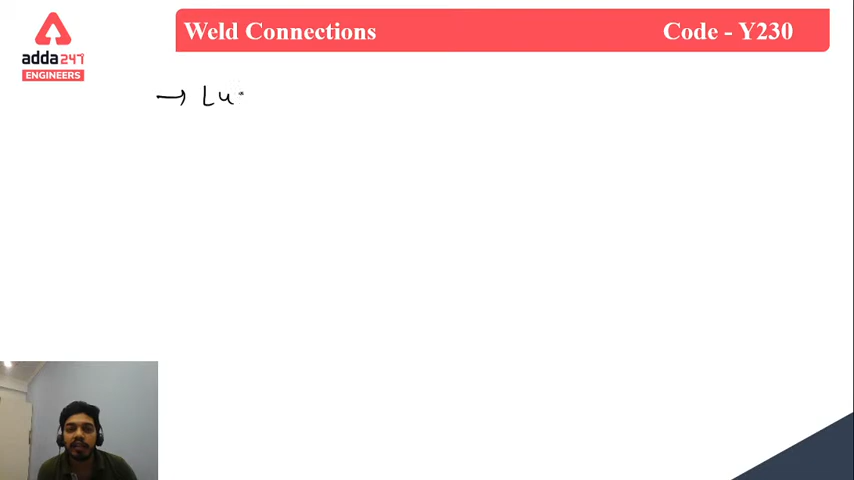 Weld Connections
Code - Y230
adda247
ENGINEERS
→ Lu